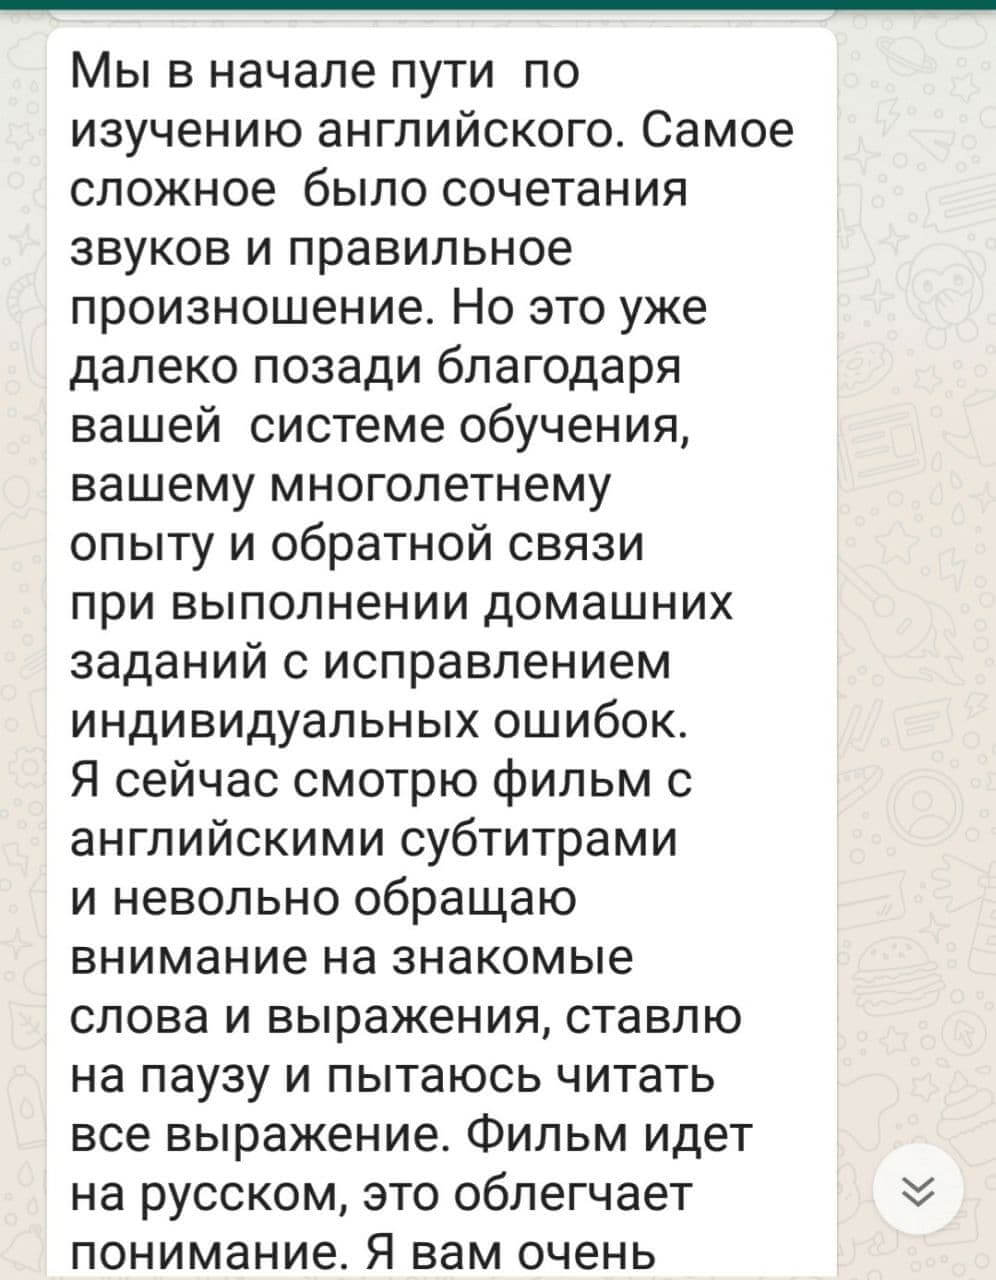 Мы в начале пути  по
изучению английского. Самое
сложное  было сочетания
звуков и правильное
произношение. Но это уже
далеко позади благодаря
вашей  системе обучения,
вашему многолетнему
опыту и обратной связи
при выполнении домашних
заданий с исправлением
индивидуальных ошибок.
Я сейчас смотрю фильм с
английскими субтитрами
и невольно обращаю
внимание на знакомые
слова и выражения, ставлю
на паузу и пытаюсь читать
все выражение. Фильм идет
на русском, это облегчает
понимание. Я вам очень